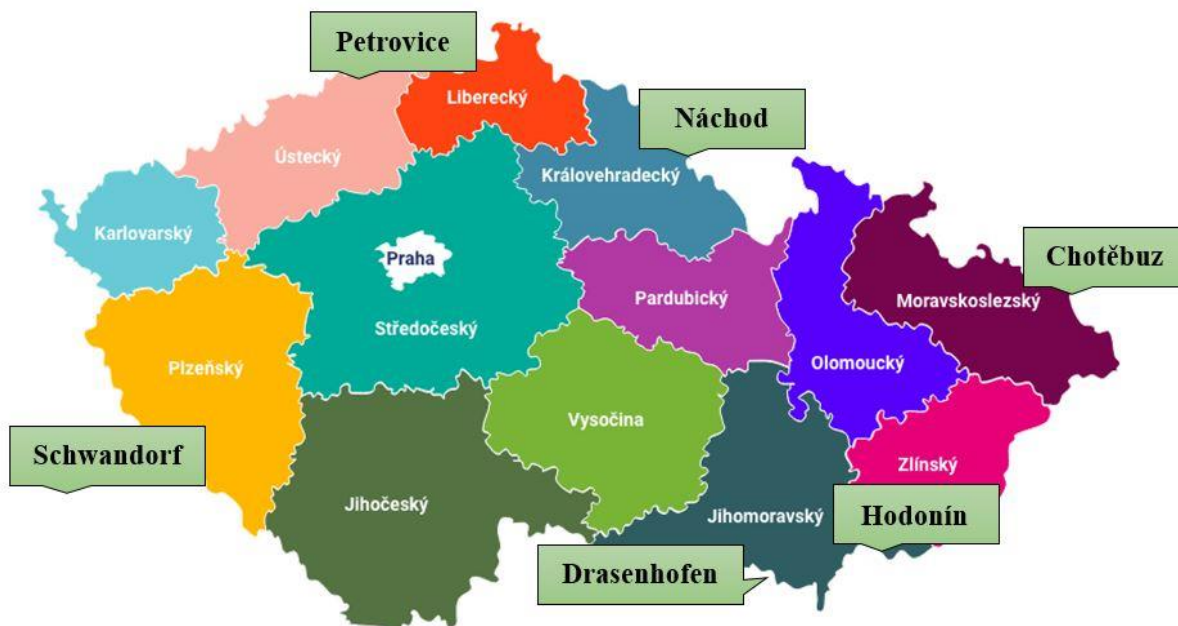 Petrovice
Liberecký
Náchod
Ústecký
Královehradecký
Karlovarský
Praha
Chotěbuz
Pardubický
Moravskoslezský
Středočeský
Plzeňský
Olomoucký
Vysočina
Schwandorf
Zlínský
Jihočeský
Jihomoravský
Hodonín
Drasenhofen